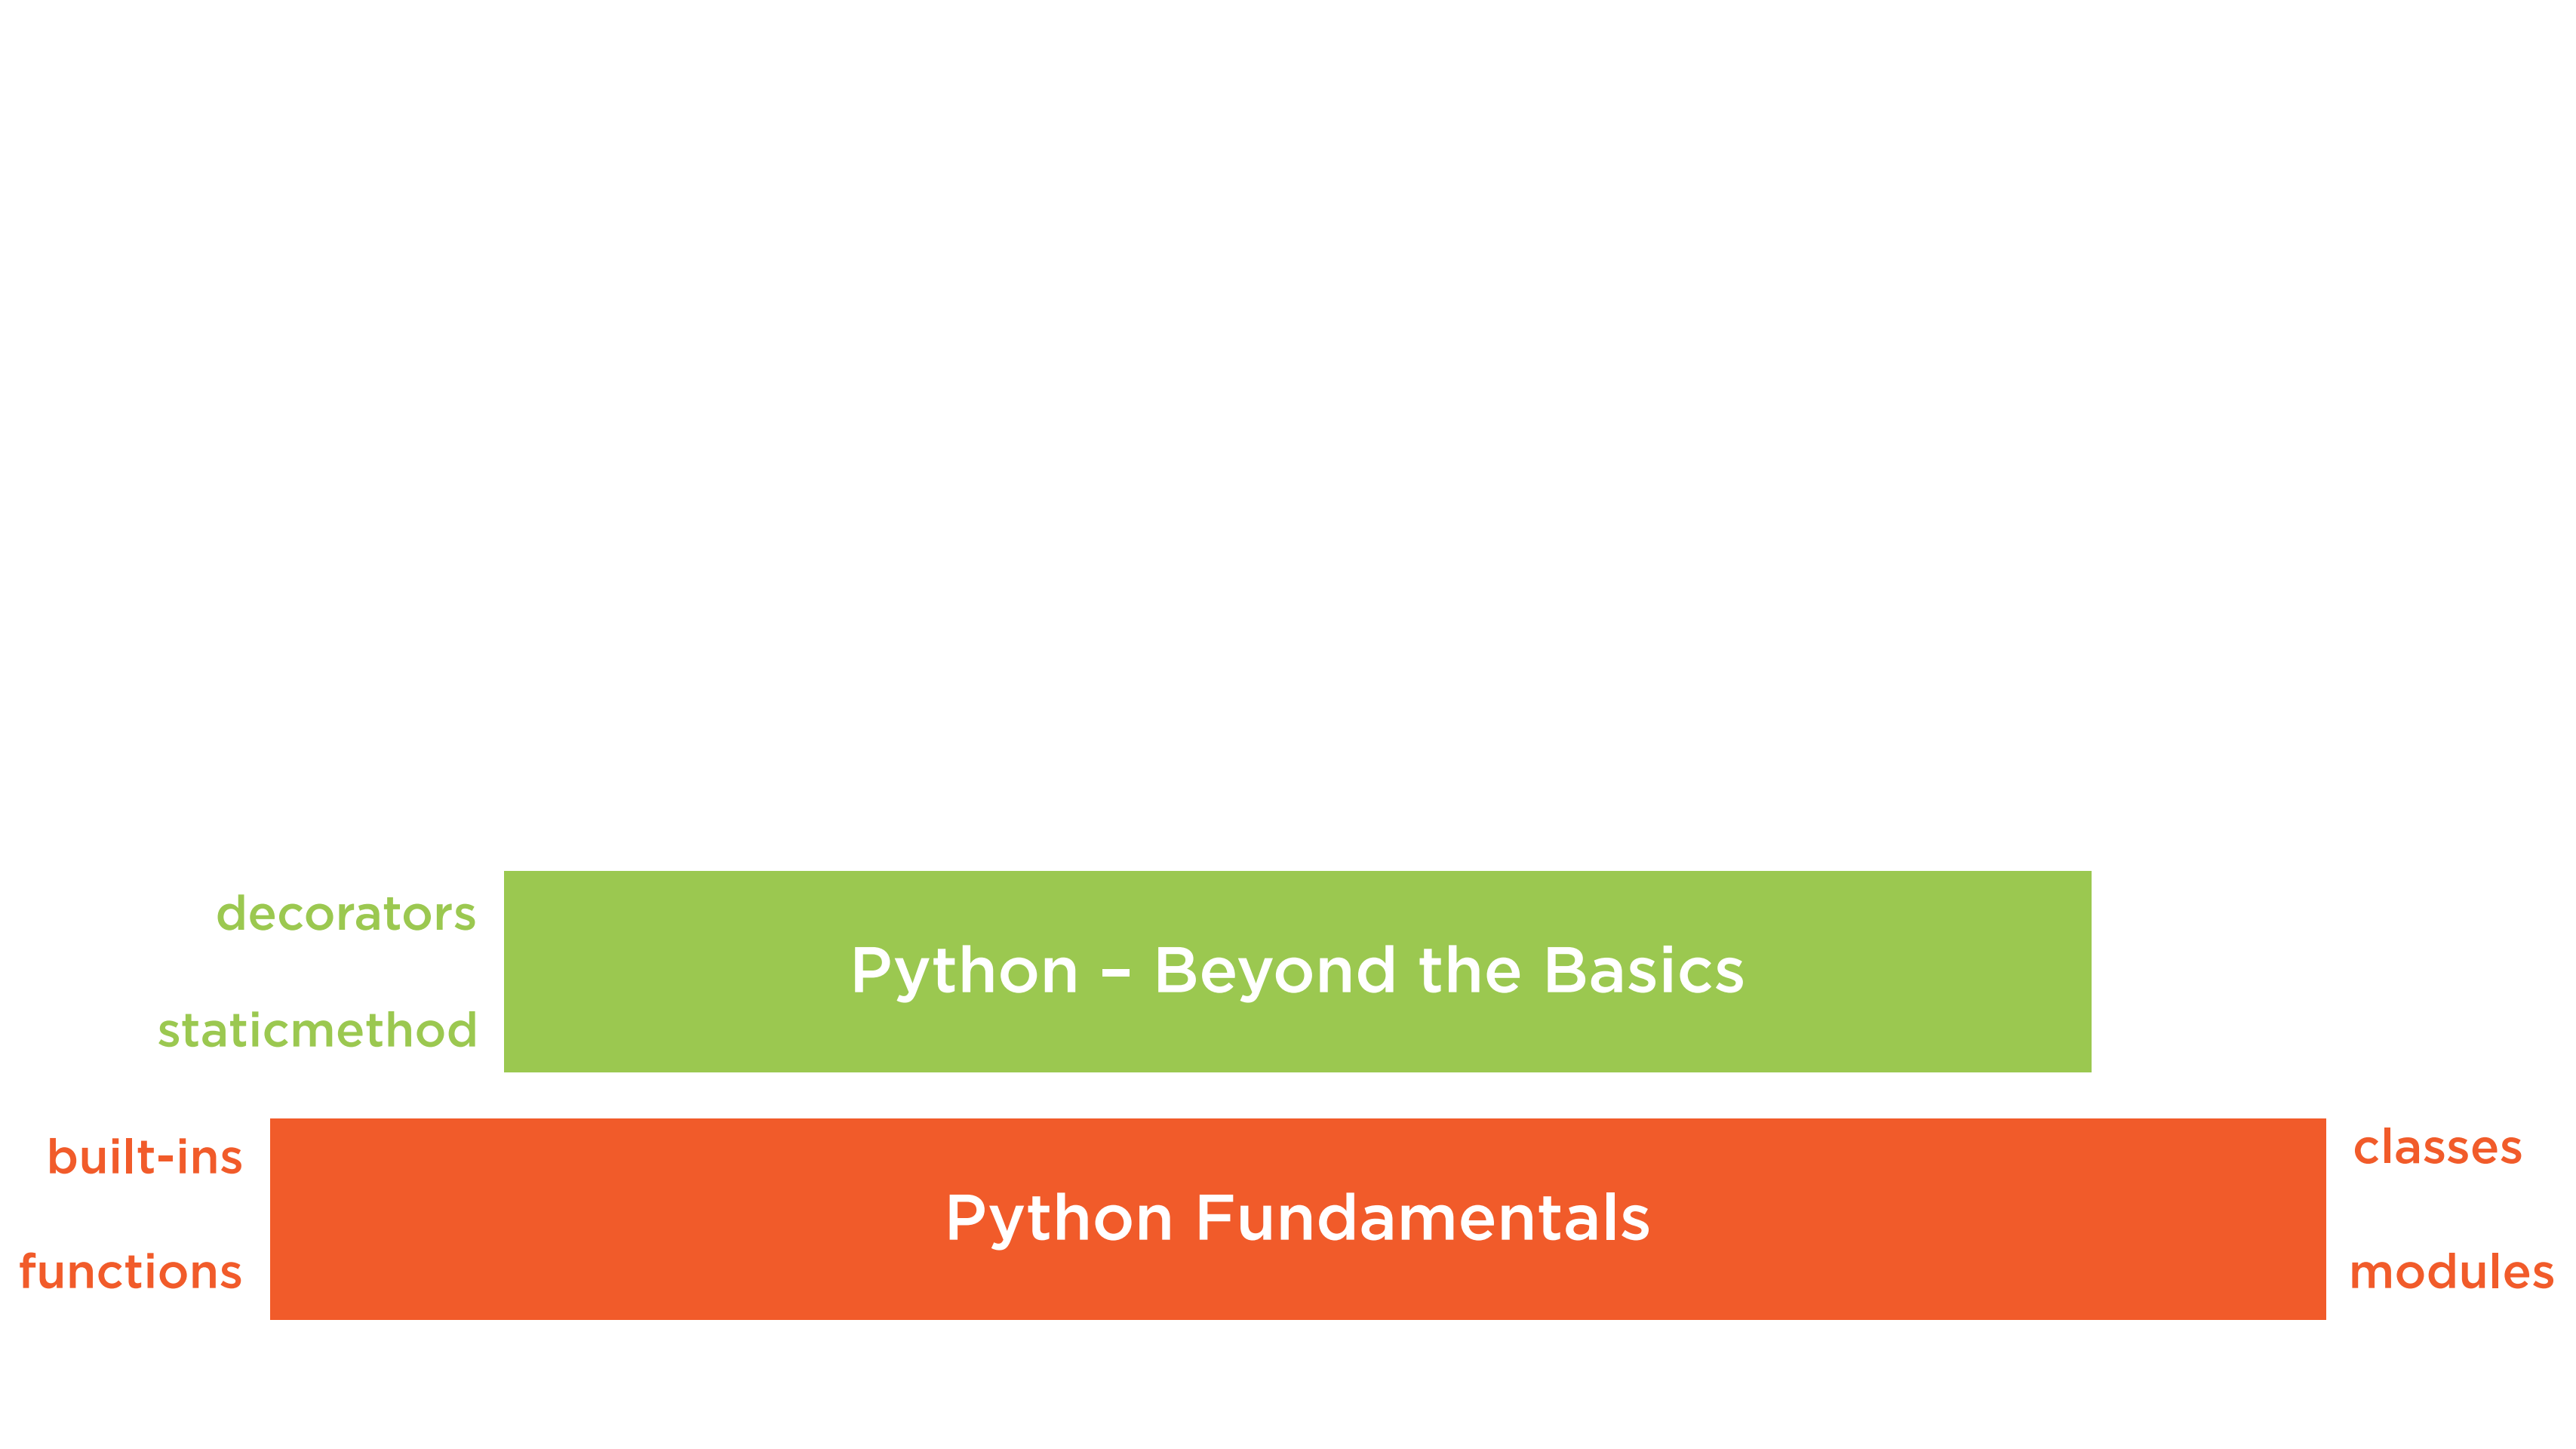 decorators
Python – Beyond the Basics
staticmethod
built-ins
classes
Python Fundamentals
functions
modules